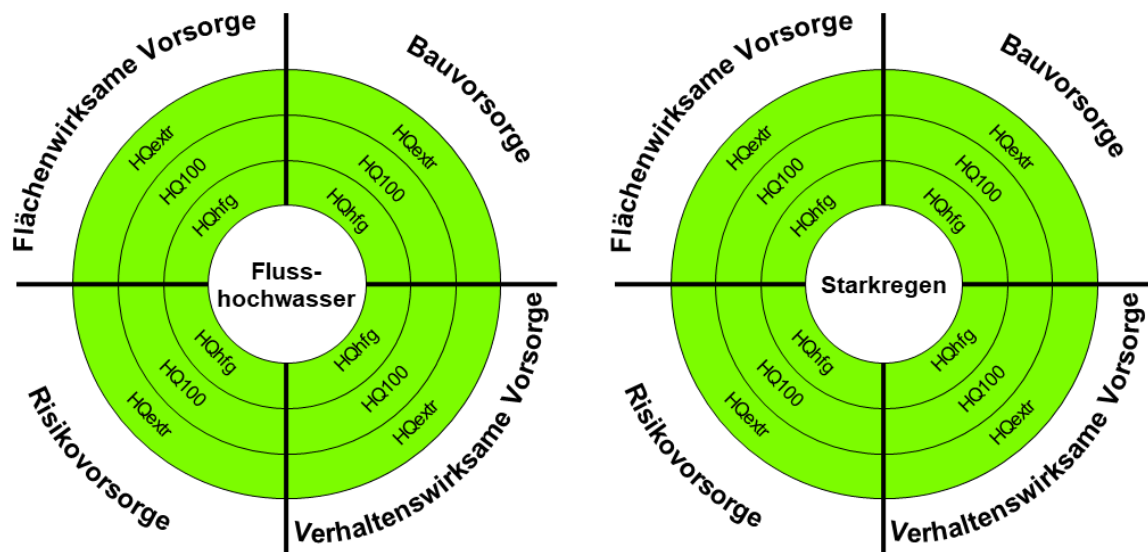 Flächenwirksame Vorsorge
Bauvorsorge
HQextr
HQextr
HQ100
HQ100
HQhfg
HQhfg
Fluss-
hochwasser
HQhfg
HQhfg
HQ100
HQ100
HQextr
HQextr
Risikovorsorge
Verhaltenswirksame Vorsorge
Flächenwirksame Vorsorge
Bauvorsorge
HQextr
HQextr
HQ100
HQ100
HQhfg
HQhfg
Starkregen
HQhfg
HQhfg
HQ100
HQ100
HQextr
HQextr
Risikovorsorge
Verhaltenswirksame Vorsorge